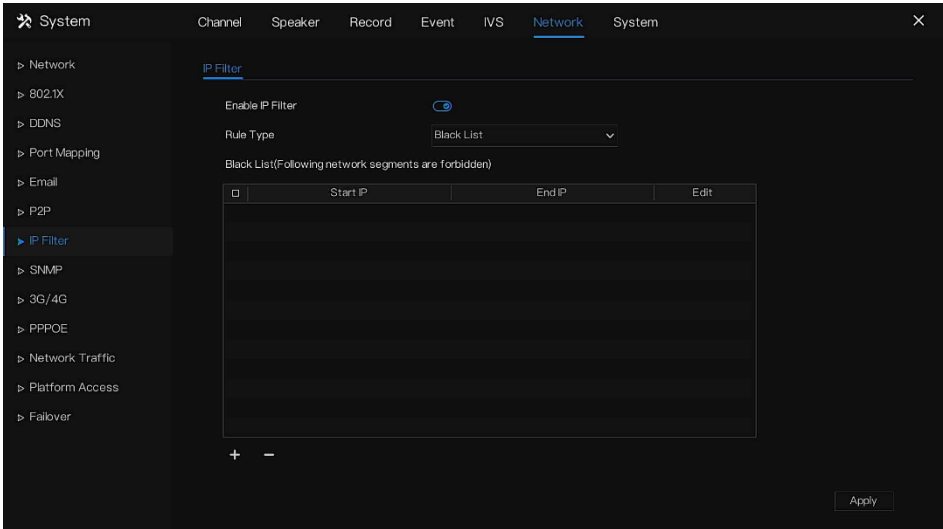 System
Channel Speaker Record Event IVS Network System
Network
802.1X
DDNS
Port Mapping
Email
P2P
IP Filter
SNMP
3G/4G
PPPOE
Network Traffic
Platform Access
Failover
IP Filter
Enable IP Filter
Rule Type Black List
Black List(Following network segments are forbidden)
Start IP End IP Edit
Apply